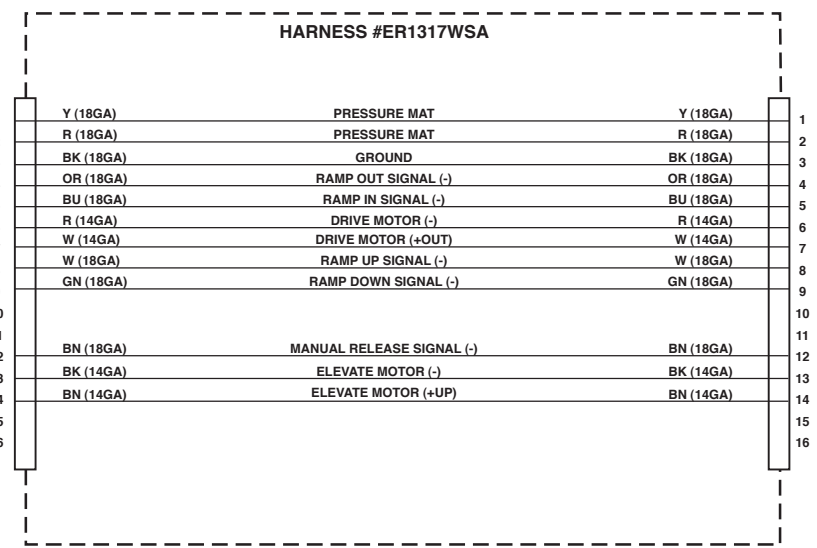 HARNESS #ER1317WSA
Y (18GA) PRESSURE MAT Y (18GA) 1
R (18GA) PRESSURE MAT R (18GA) 2
BK (18GA) GROUND BK (18GA) 3
OR (18GA) RAMP OUT SIGNAL (-) OR (18GA) 4
BU (18GA) RAMP IN SIGNAL (-) BU (18GA) 5
R (14GA) DRIVE MOTOR (-) R (14GA) 6
W (14GA) DRIVE MOTOR (+OUT) W (14GA) 7
W (18GA) RAMP UP SIGNAL (-) W (18GA) 8
GN (18GA) RAMP DOWN SIGNAL (-) GN (18GA) 9
10
11
BN (18GA) MANUAL RELEASE SIGNAL (-) BN (18GA) 12
BK (14GA) ELEVATE MOTOR (-) BK (14GA) 13
BN (14GA) ELEVATE MOTOR (+UP) BN (14GA) 14
15
16